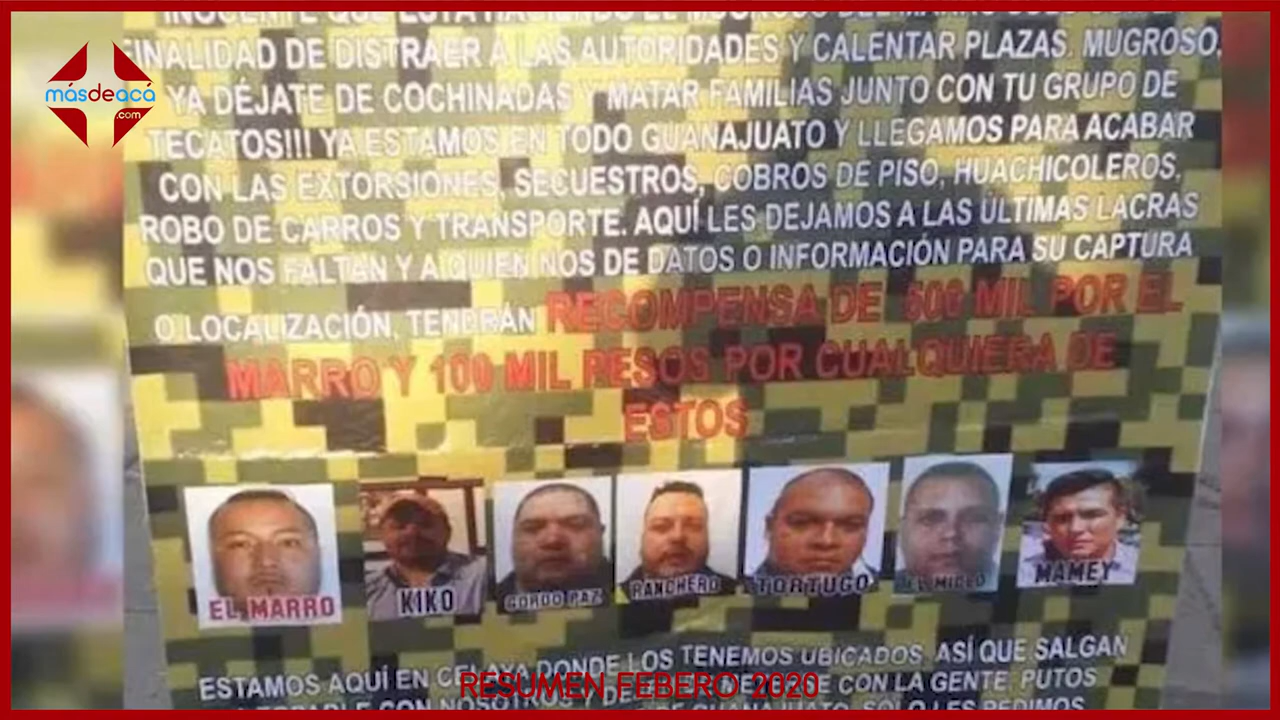 másdeacá
.com
FINALIDAD DE DISTRAER A LAS AUTORIDADES Y CALENTAR PLAZAS. MUGROSO,
YA DÉJATE DE COCHINADAS Y MATAR FAMILIAS JUNTO CON TU GRUPO DE
TECATOS!!! YA ESTAMOS EN TODO GUANAJUATO Y LLEGAMOS PARA ACABAR
CON LAS EXTORSIONES, SECUESTROS, COBROS DE PISO, HUACHICOLEROS,
ROBO DE CARROS Y TRANSPORTE. AQUÍ LES DEJAMOS A LAS ÚLTIMAS LACRAS
QUE NOS FALTAN Y A QUIEN NOS DE DATOS O INFORMACIÓN PARA SU CAPTURA
O LOCALIZACIÓN, TENDRÁN RECOMPENSA DE 500 MIL POR EL
MARRO Y 100 MIL PESOS POR CUALQUIERA DE
ESTOS
EL MARRO
KIKO
GORDO PAZ
RANCHERO
TORTUGO
MAMEY
ESTAMOS AQUÍ EN CELAYA DONDE LOS TENEMOS UBICADOS, ASÍ QUE SALGAN
CON LA GENTE, PUTOS
RESUMEN FEBERO 2020